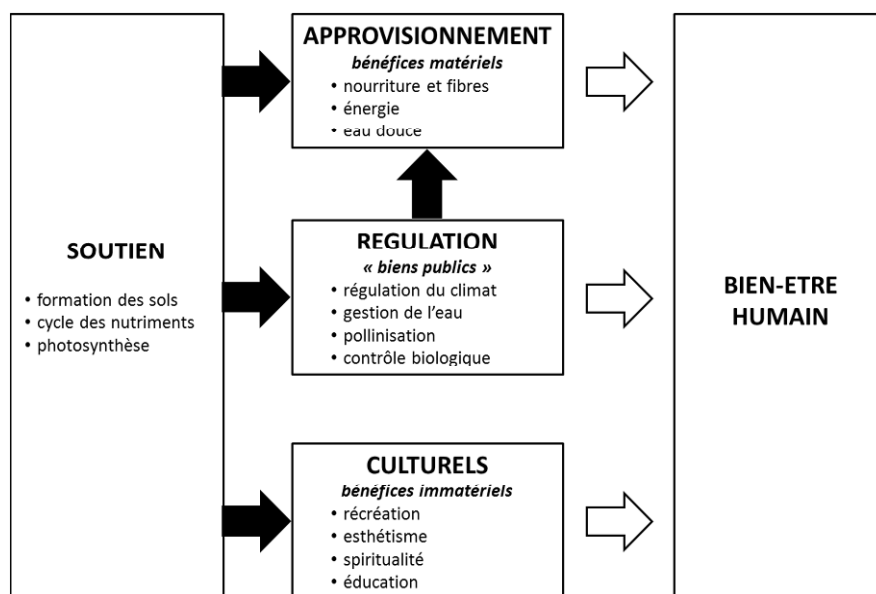 SOUTIEN
• formation des sols
• cycle des nutriments
• photosynthèse
APPROVISIONNEMENT
bénéfices matériels
• nourriture et fibres
• énergie
• eau douce
REGULATION
« biens publics »
• régulation du climat
• gestion de l'eau
• pollinisation
• contrôle biologique
CULTURELS
bénéfices immatériels
• récréation
• esthétisme
• spiritualité
• éducation
BIEN-ETRE
HUMAIN